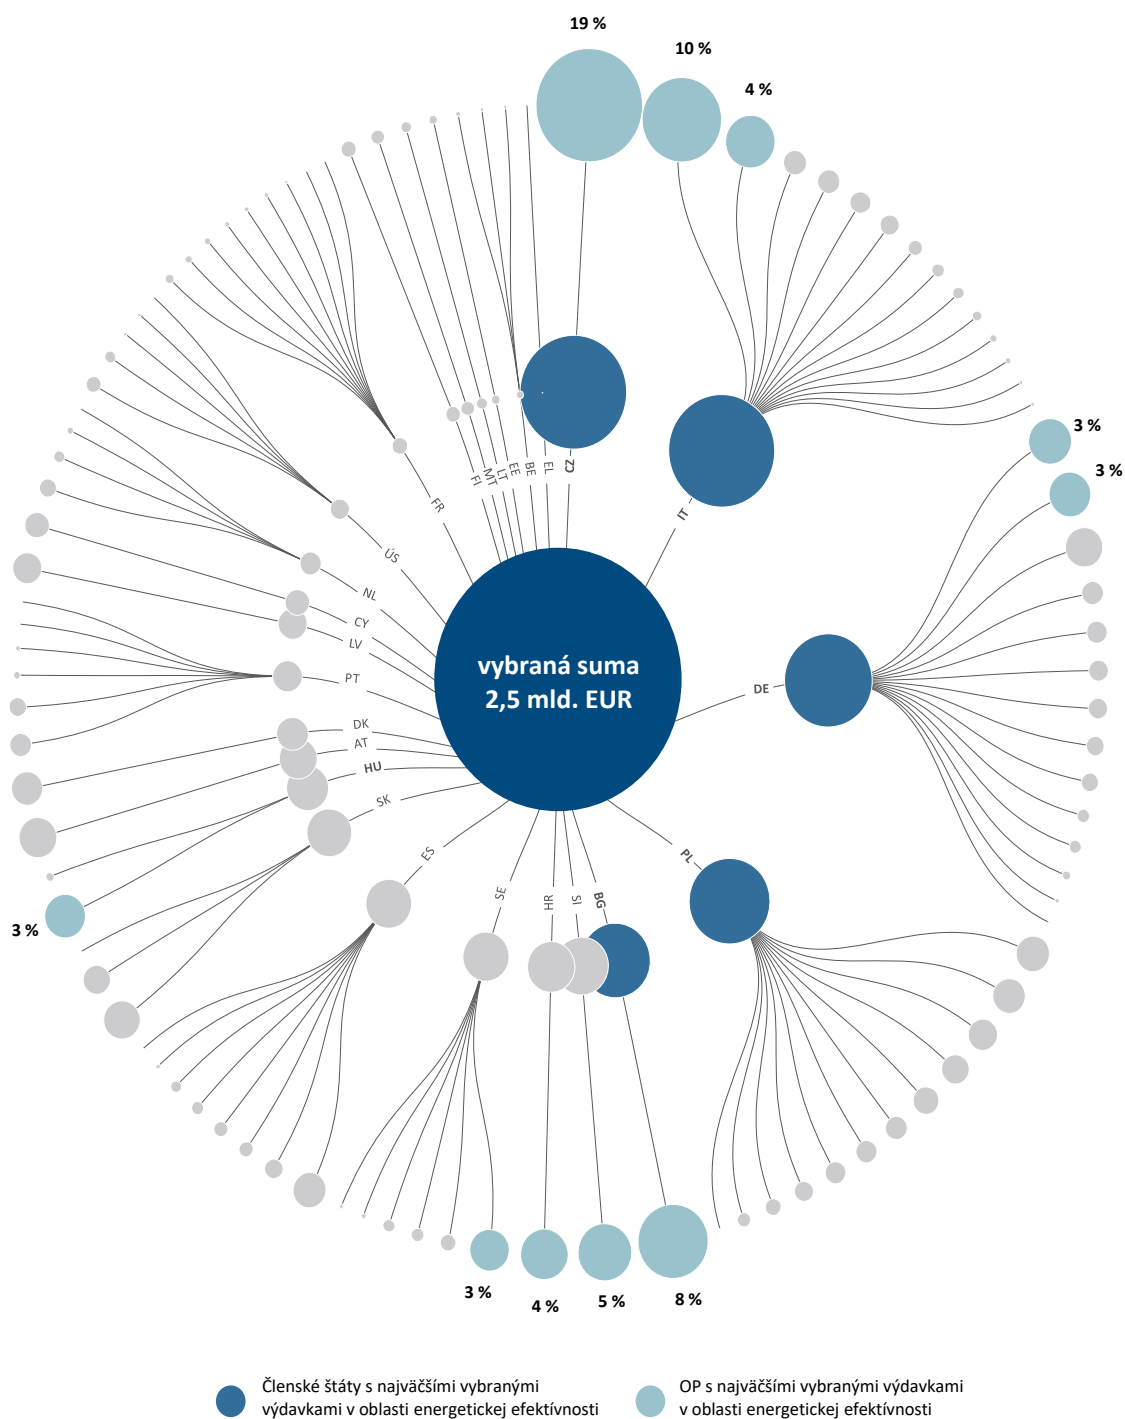 19 %
10 %
4 %
3 %
3 %
FI
MT
LT
EE
BE
EL
CZ
IT
FR
ÚS
NL
CY
LV
PT
DK
AT
HU
SK
ES
SE
HR
SI
BG
PL
DE
vybraná suma
2,5 mld. EUR
3 %
3 %
4 %
5 %
8 %
Členské štáty s najväčšími vybranými
výdavkami v oblasti energetickej efektívnosti
OP s najväčšími vybranými výdavkami
v oblasti energetickej efektívnosti